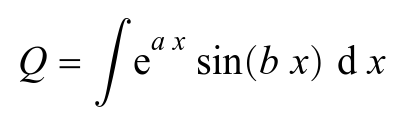 Q = ∫ e^{a x} sin(b x) d x